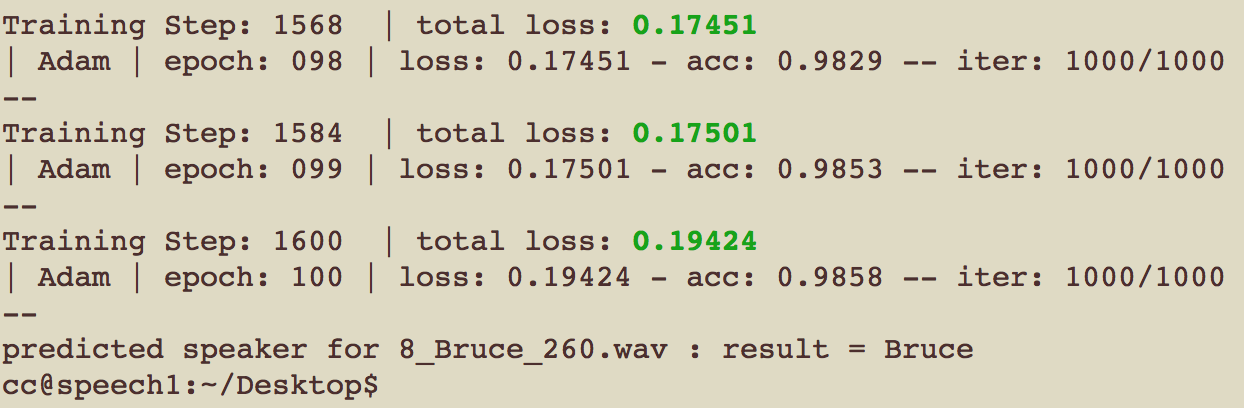 Training Step: 1568  | total loss: 0.17451
| Adam | epoch: 098 | loss: 0.17451 - acc: 0.9829 -- iter: 1000/1000
--
Training Step: 1584  | total loss: 0.17501
| Adam | epoch: 099 | loss: 0.17501 - acc: 0.9853 -- iter: 1000/1000
--
Training Step: 1600  | total loss: 0.19424
| Adam | epoch: 100 | loss: 0.19424 - acc: 0.9858 -- iter: 1000/1000
--
predicted speaker for 8_Bruce_260.wav : result = Bruce
cc@speech1:~/Desktop$